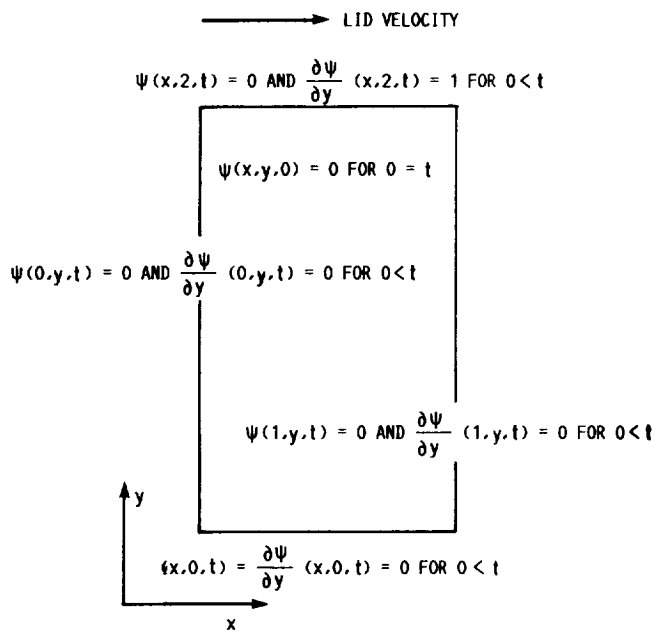 LID VELOCITY
ψ(x,2,t) = 0 AND ∂ψ/∂y (x,2,t) = 1 FOR 0 < t
ψ(x,y,0) = 0 FOR 0 = t
ψ(0,y,t) = 0 AND ∂ψ/∂y (0,y,t) = 0 FOR 0 < t
ψ(1,y,t) = 0 AND ∂ψ/∂y (1,y,t) = 0 FOR 0 < t
y
(x,0,t) = ∂ψ/∂y (x,0,t) = 0 FOR 0 < t
x